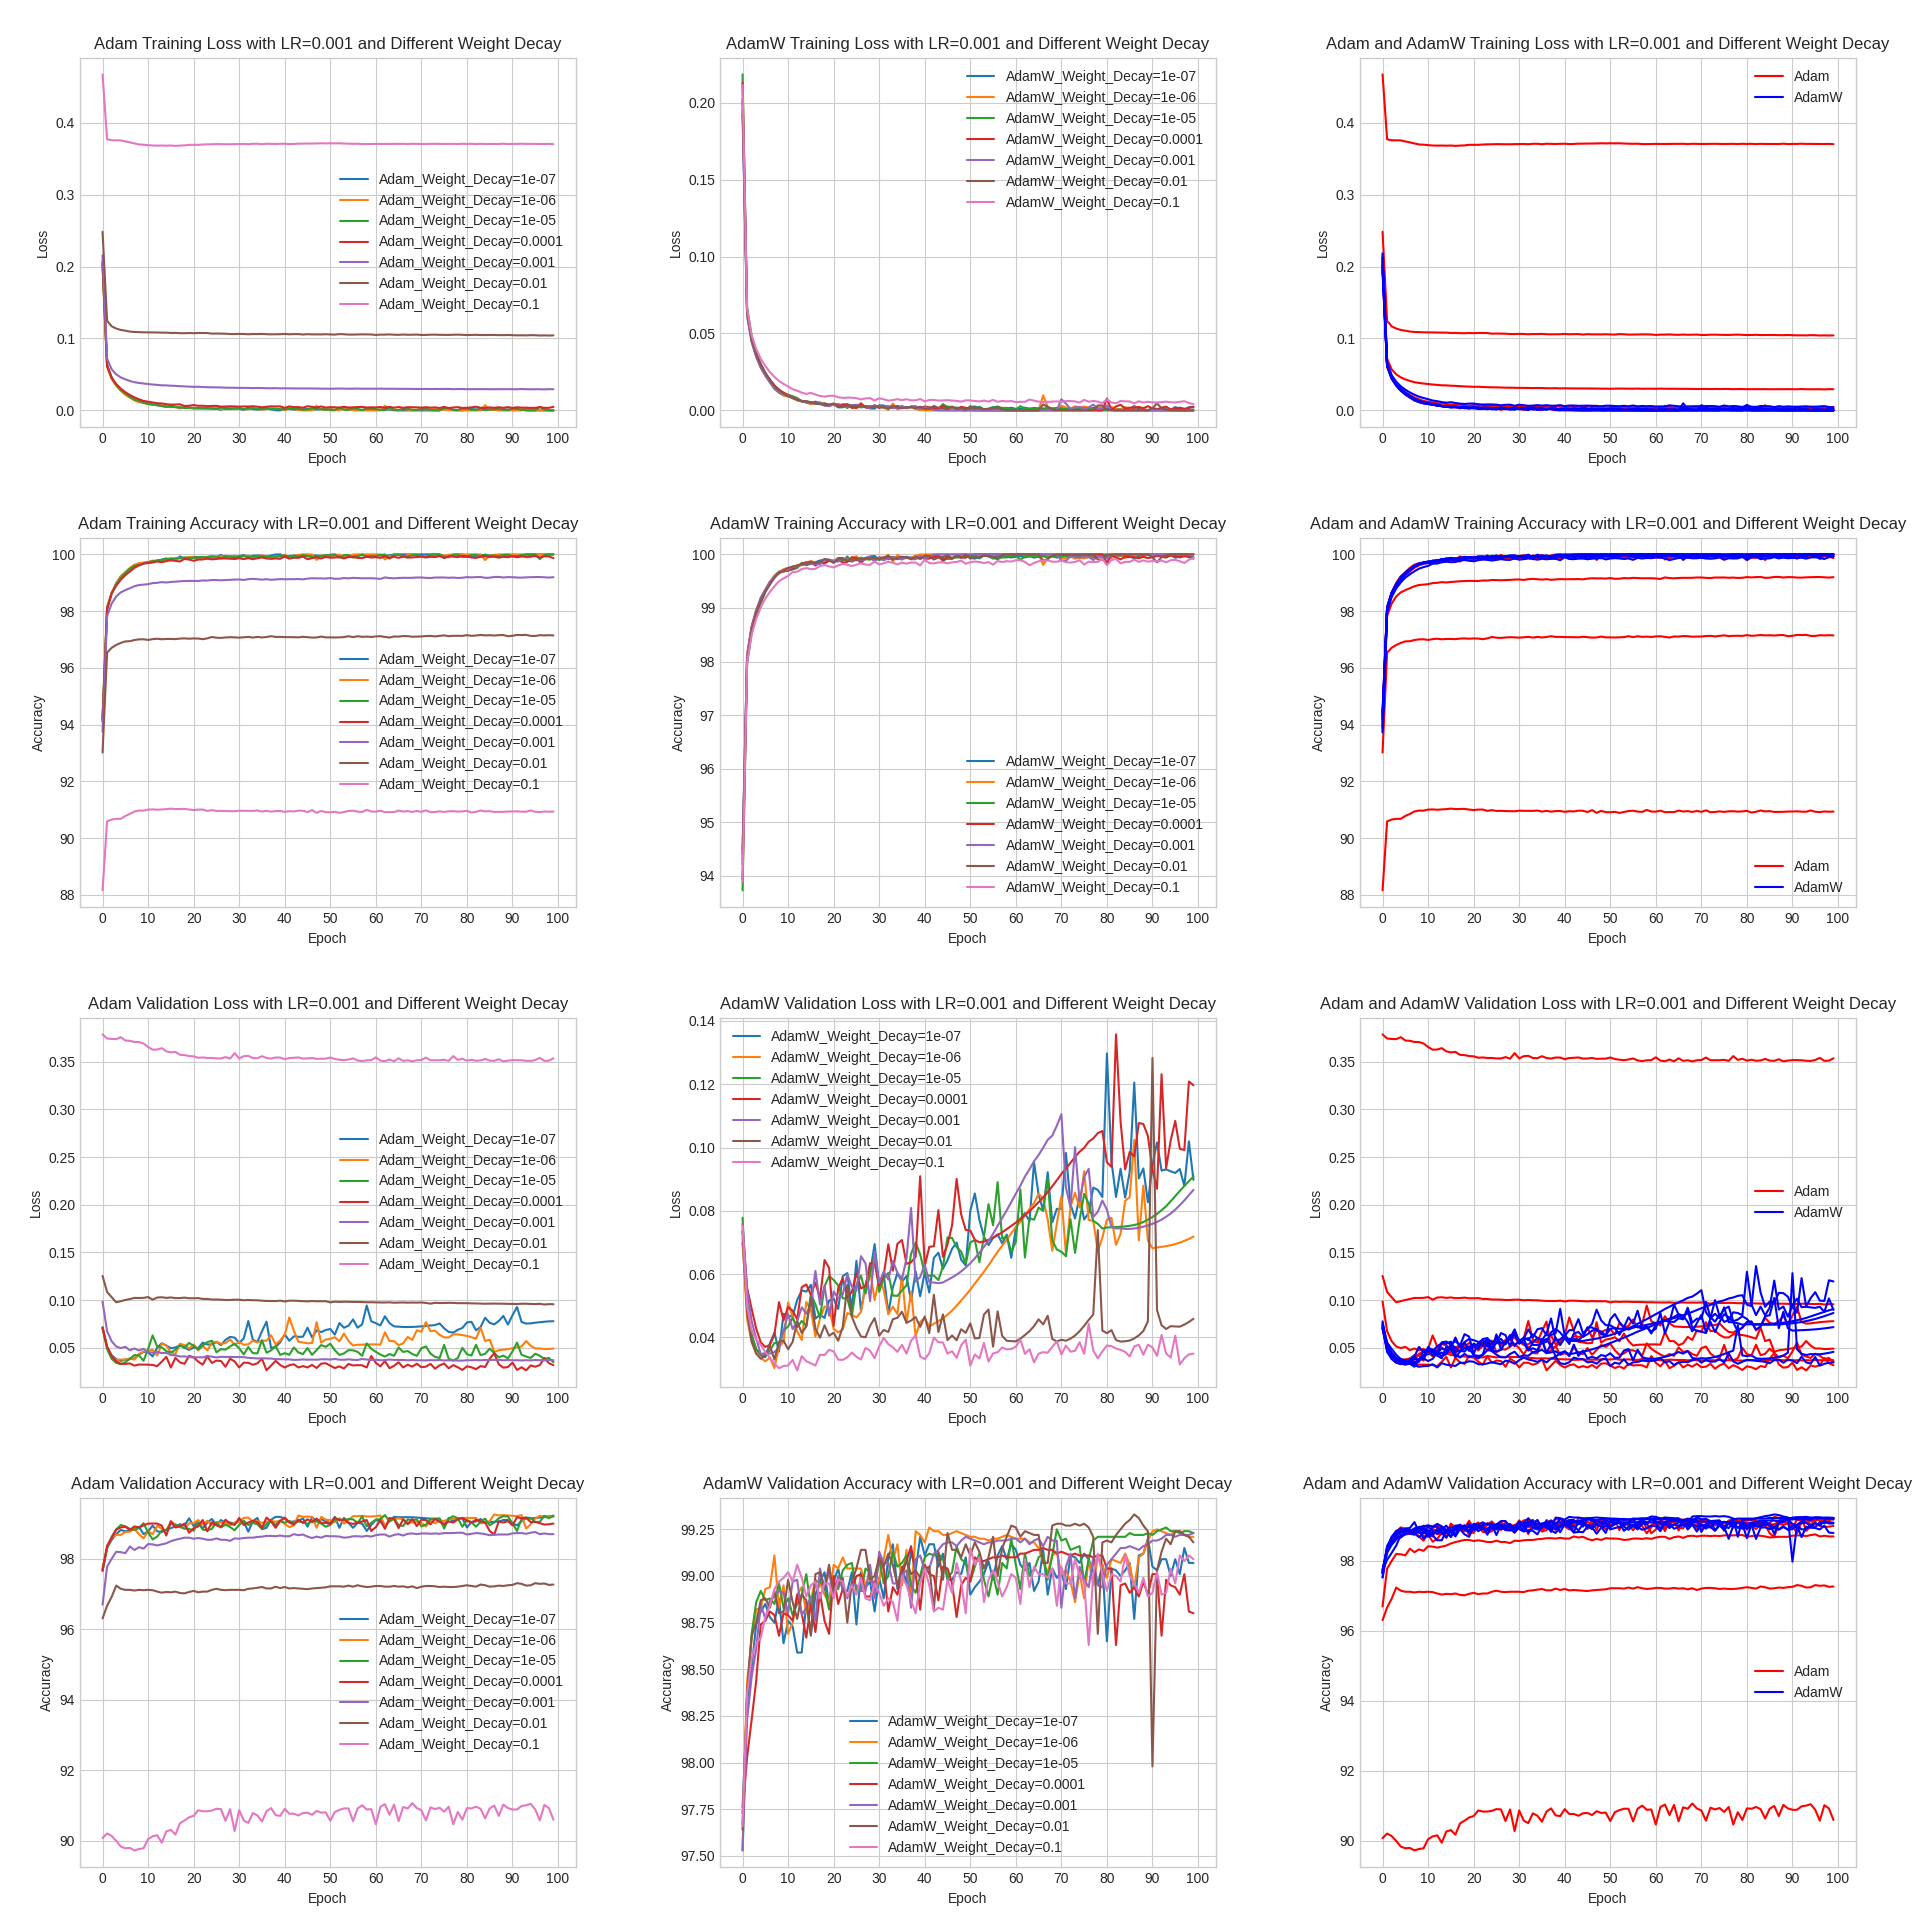 Adam Training Loss with LR=0.001 and Different Weight Decay
Loss
0.4
0.3
0.2
0.1
0.0
Adam_Weight_Decay=1e-07
Adam_Weight_Decay=1e-06
Adam_Weight_Decay=1e-05
Adam_Weight_Decay=0.0001
Adam_Weight_Decay=0.001
Adam_Weight_Decay=0.01
Adam_Weight_Decay=0.1
0 10 20 30 40 50 60 70 80 90 100
Epoch
AdamW Training Loss with LR=0.001 and Different Weight Decay
Loss
0.20
0.15
0.10
0.05
0.00
AdamW_Weight_Decay=1e-07
AdamW_Weight_Decay=1e-06
AdamW_Weight_Decay=1e-05
AdamW_Weight_Decay=0.0001
AdamW_Weight_Decay=0.001
AdamW_Weight_Decay=0.01
AdamW_Weight_Decay=0.1
0 10 20 30 40 50 60 70 80 90 100
Epoch
Adam and AdamW Training Loss with LR=0.001 and Different Weight Decay
Loss
0.4
0.3
0.2
0.1
0.0
Adam
AdamW
0 10 20 30 40 50 60 70 80 90 100
Epoch
Adam Training Accuracy with LR=0.001 and Different Weight Decay
Accuracy
100
98
96
94
92
90
88
Adam_Weight_Decay=1e-07
Adam_Weight_Decay=1e-06
Adam_Weight_Decay=1e-05
Adam_Weight_Decay=0.0001
Adam_Weight_Decay=0.001
Adam_Weight_Decay=0.01
Adam_Weight_Decay=0.1
0 10 20 30 40 50 60 70 80 90 100
Epoch
AdamW Training Accuracy with LR=0.001 and Different Weight Decay
Accuracy
100
99
98
97
96
95
94
AdamW_Weight_Decay=1e-07
AdamW_Weight_Decay=1e-06
AdamW_Weight_Decay=1e-05
AdamW_Weight_Decay=0.0001
AdamW_Weight_Decay=0.001
AdamW_Weight_Decay=0.01
AdamW_Weight_Decay=0.1
0 10 20 30 40 50 60 70 80 90 100
Epoch
Adam and AdamW Training Accuracy with LR=0.001 and Different Weight Decay
Accuracy
100
98
96
94
92
90
88
Adam
AdamW
0 10 20 30 40 50 60 70 80 90 100
Epoch
Adam Validation Loss with LR=0.001 and Different Weight Decay
Loss
0.35
0.30
0.25
0.20
0.15
0.10
0.05
Adam_Weight_Decay=1e-07
Adam_Weight_Decay=1e-06
Adam_Weight_Decay=1e-05
Adam_Weight_Decay=0.0001
Adam_Weight_Decay=0.001
Adam_Weight_Decay=0.01
Adam_Weight_Decay=0.1
0 10 20 30 40 50 60 70 80 90 100
Epoch
AdamW Validation Loss with LR=0.001 and Different Weight Decay
Loss
0.14
0.12
0.10
0.08
0.06
0.04
AdamW_Weight_Decay=1e-07
AdamW_Weight_Decay=1e-06
AdamW_Weight_Decay=1e-05
AdamW_Weight_Decay=0.0001
AdamW_Weight_Decay=0.001
AdamW_Weight_Decay=0.01
AdamW_Weight_Decay=0.1
0 10 20 30 40 50 60 70 80 90 100
Epoch
Adam and AdamW Validation Loss with LR=0.001 and Different Weight Decay
Loss
0.35
0.30
0.25
0.20
0.15
0.10
0.05
Adam
AdamW
0 10 20 30 40 50 60 70 80 90 100
Epoch
Adam Validation Accuracy with LR=0.001 and Different Weight Decay
Accuracy
98
96
94
92
90
Adam_Weight_Decay=1e-07
Adam_Weight_Decay=1e-06
Adam_Weight_Decay=1e-05
Adam_Weight_Decay=0.0001
Adam_Weight_Decay=0.001
Adam_Weight_Decay=0.01
Adam_Weight_Decay=0.1
0 10 20 30 40 50 60 70 80 90 100
Epoch
AdamW Validation Accuracy with LR=0.001 and Different Weight Decay
Accuracy
99.25
99.00
98.75
98.50
98.25
98.00
97.75
97.50
AdamW_Weight_Decay=1e-07
AdamW_Weight_Decay=1e-06
AdamW_Weight_Decay=1e-05
AdamW_Weight_Decay=0.0001
AdamW_Weight_Decay=0.001
AdamW_Weight_Decay=0.01
AdamW_Weight_Decay=0.1
0 10 20 30 40 50 60 70 80 90 100
Epoch
Adam and AdamW Validation Accuracy with LR=0.001 and Different Weight Decay
Accuracy
98
96
94
92
90
Adam
AdamW
0 10 20 30 40 50 60 70 80 90 100
Epoch